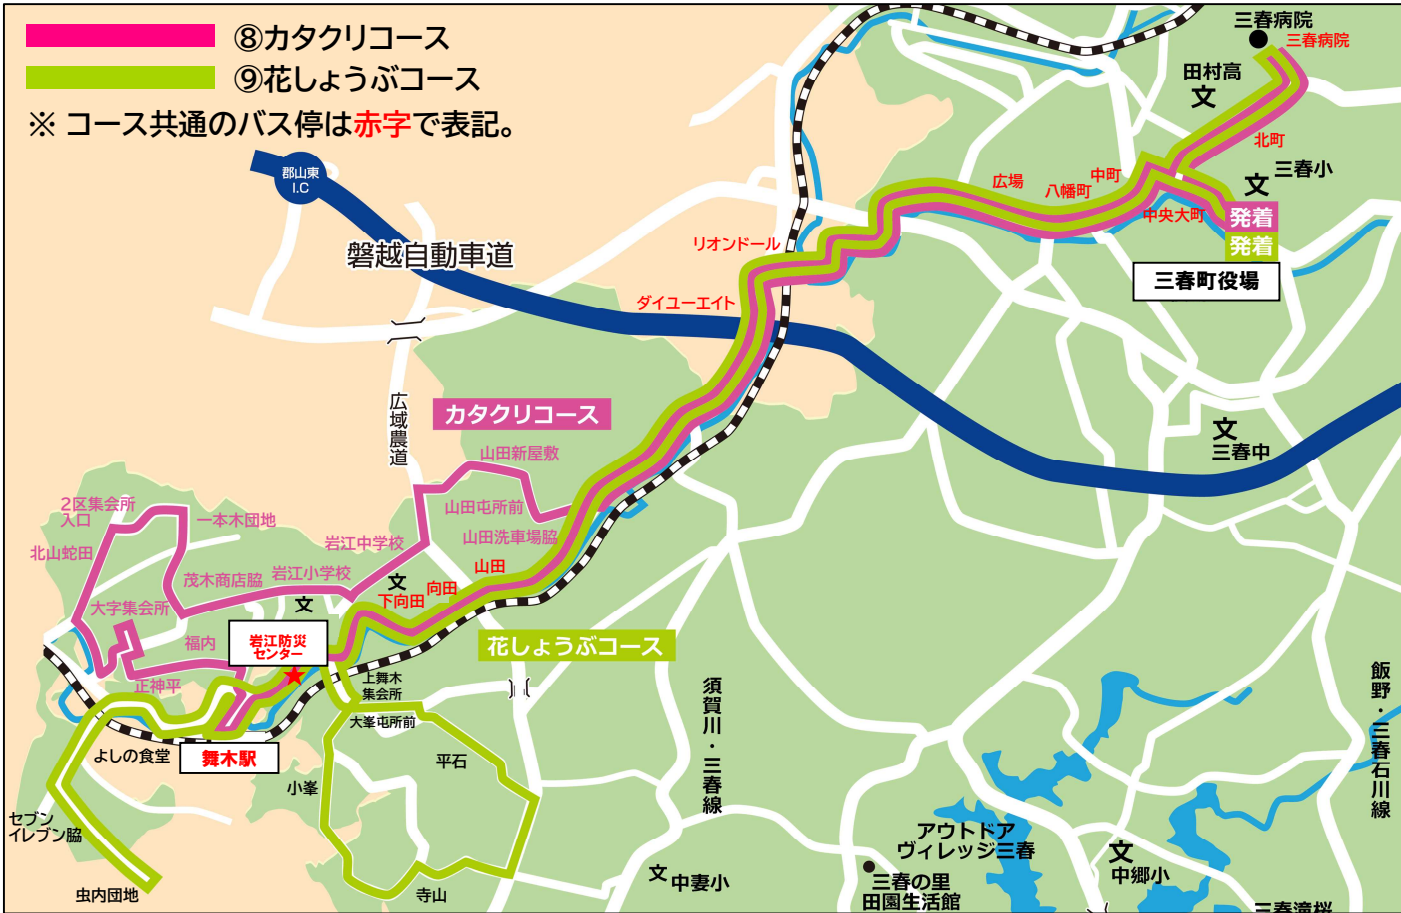 ⑧カタクリコース
⑨花しょうぶコース
※ コース共通のバス停は赤字で表記。
三春病院
三春病院
田村高
文
北町
三春小
文
中町
八幡町
広場
中央大町
発着
発着
三春町役場
郡山東
I.C
磐越自動車道
リオンドール
ダイユーエイト
広域農道
カタクリコース
山田新屋敷
山田屯所前
山田洗車場脇
岩江中学校
文
文
三春中
2区集会所
入口
一本木団地
北山蛇田
茂木商店脇
岩江小学校
文
大字集会所
福内
正神平
山田
向田
下向田
岩江防災
センター
花しょうぶコース
上舞木
集会所
大峯屯所前
舞木駅
よしの食堂
平石
小峯
セブン
イレブン脇
虫内団地
寺山
須賀川・三春線
飯野・三春石川線
文
中妻小
アウトドア
ヴィレッジ三春
三春の里
田園生活館
文
中郷小
三春滝桜